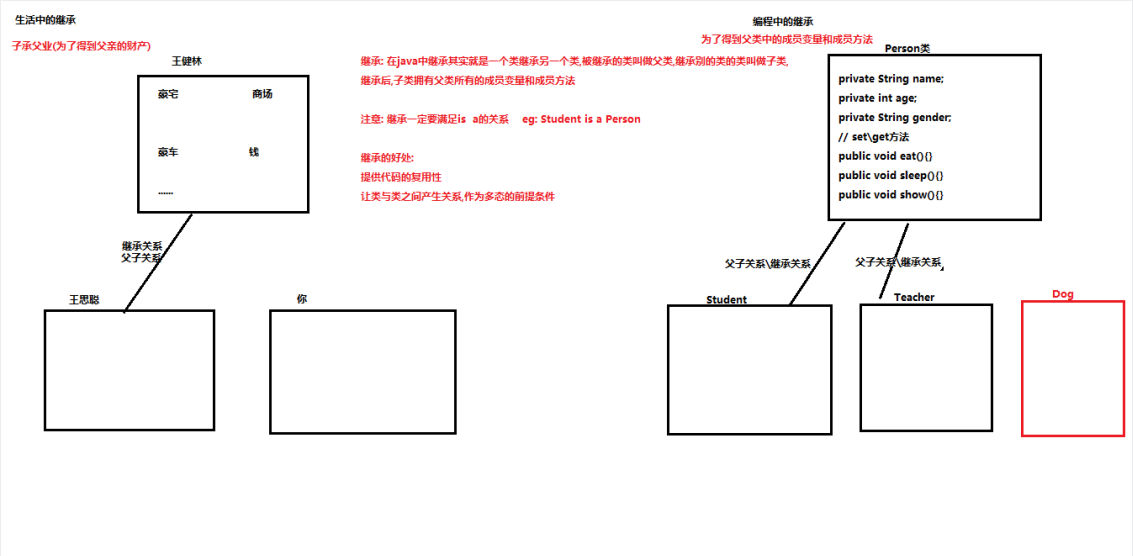 生活中的继承
子承父业(为了得到父亲的财产)
王健林
豪宅 商场
豪车 钱
......
继承关系
父子关系
王思聪
你
继承: 在java中继承其实就是一个类继承另一个类,被继承的类叫做父类,继承别的类的类叫做子类,
继承后,子类拥有父类所有的成员变量和成员方法
注意: 继承一定要满足is a的关系 eg: Student is a Person
继承的好处:
提供代码的复用性
让类与类之间产生关系,作为多态的前提条件
编程中的继承
为了得到父类中的成员变量和成员方法
Person类
private String name;
private int age;
private String gender;
// set\get方法
public void eat(){}
public void sleep(){}
public void show(){}
父子关系\继承关系
父子关系\继承关系
Student
Teacher
Dog